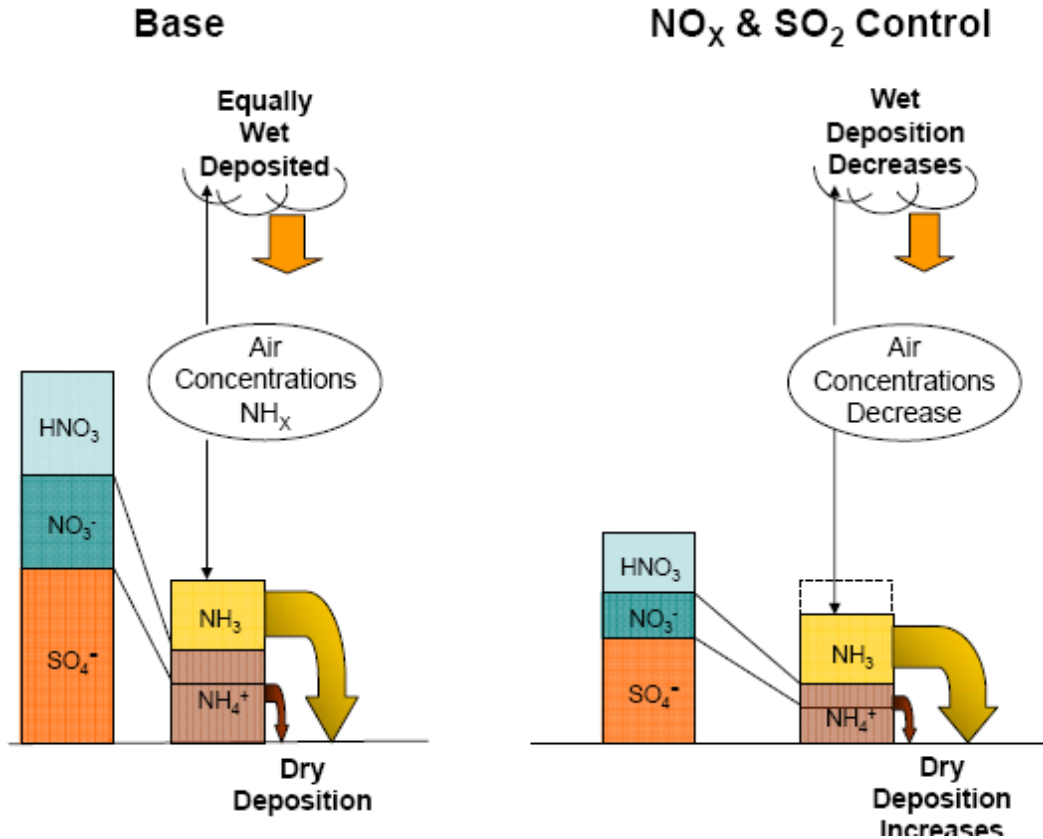 Base
Equally
Wet
Deposited
Air
Concentrations
NHX
HNO3
NO3-
SO4=
NH3
NH4+
Dry
Deposition
NOX & SO2 Control
Wet
Deposition
Decreases
Air
Concentrations
Decrease
HNO3
NO3-
SO4=
NH3
NH4+
Dry
Deposition
Increases